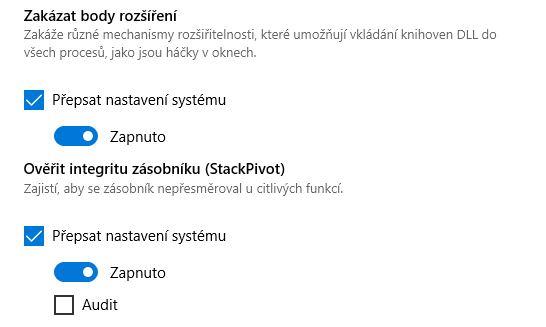 Zakázat body rozšíření
Zakáže různé mechanismy rozšiřitelnosti, které umožňují vkládání knihoven DLL do
všech procesů, jako jsou háčky v oknech.
Přepsat nastavení systému
Zapnuto
Ověřit integritu zásobníku (StackPivot)
Zajistí, aby se zásobník nepřesměroval u citlivých funkcí.
Přepsat nastavení systému
Zapnuto
Audit